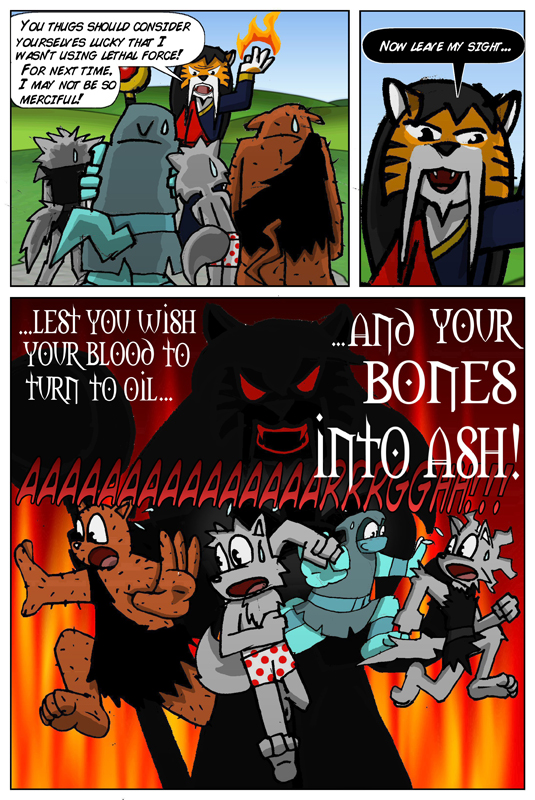 YOU THUGS SHOULD CONSIDER
YOURSELVES LUCKY THAT I
WASN'T USING LETHAL FORCE!
FOR NEXT TIME,
I MAY NOT BE SO
MERCIFUL!
NOW LEAVE MY SIGHT...
...LEST YOU WISH
YOUR BLOOD TO
TURN TO OIL...
...AND YOUR
BONES
INTO ASH!
AAAAAAAAAAAAAAAARRRGGHH!!!